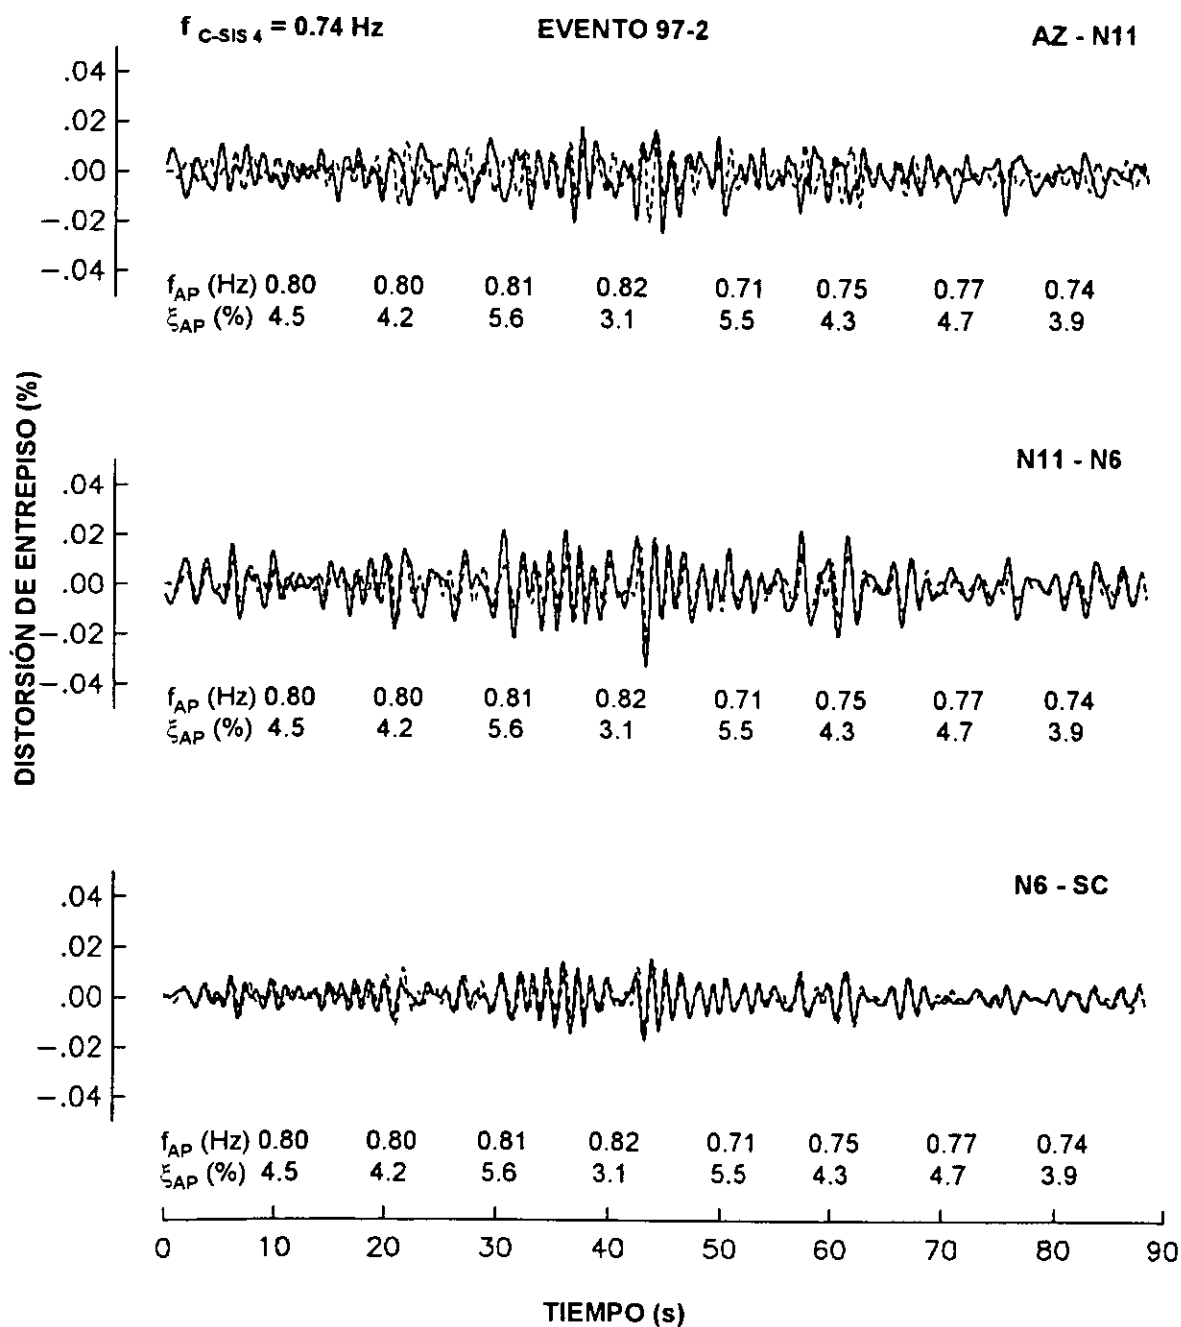 f C-SIS 4 = 0.74 Hz EVENTO 97-2 AZ - N11
.04
.02
.00
−.02
−.04
f AP (Hz) 0.80 0.80 0.81 0.82 0.71 0.75 0.77 0.74
ξ AP (%) 4.5 4.2 5.6 3.1 5.5 4.3 4.7 3.9
DISTORSIÓN DE ENTREPISO (%)
N11 - N6
.04
.02
.00
−.02
−.04
f AP (Hz) 0.80 0.80 0.81 0.82 0.71 0.75 0.77 0.74
ξ AP (%) 4.5 4.2 5.6 3.1 5.5 4.3 4.7 3.9
N6 - SC
.04
.02
.00
−.02
−.04
f AP (Hz) 0.80 0.80 0.81 0.82 0.71 0.75 0.77 0.74
ξ AP (%) 4.5 4.2 5.6 3.1 5.5 4.3 4.7 3.9
0 10 20 30 40 50 60 70 80 90
TIEMPO (s)